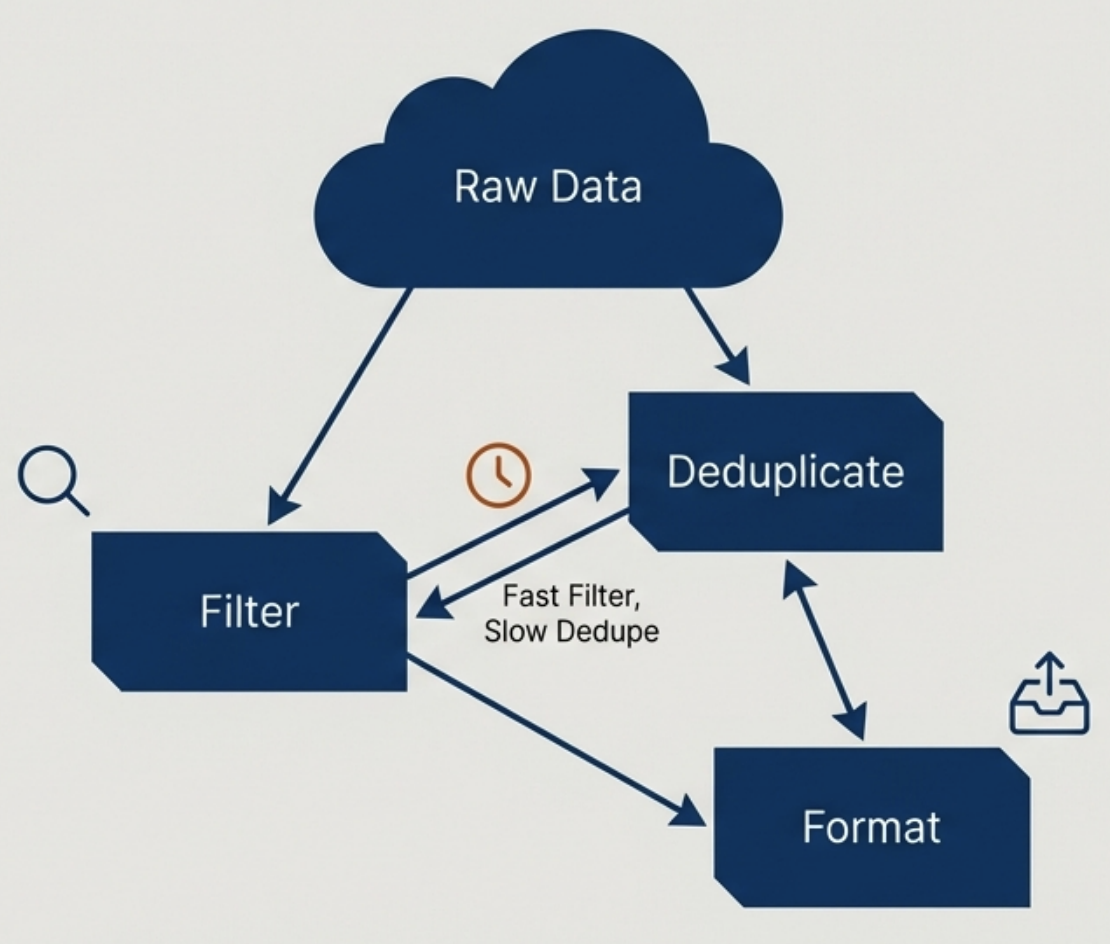 Raw Data
Deduplicate
Filter
Fast Filter,
Slow Dedupe
Format